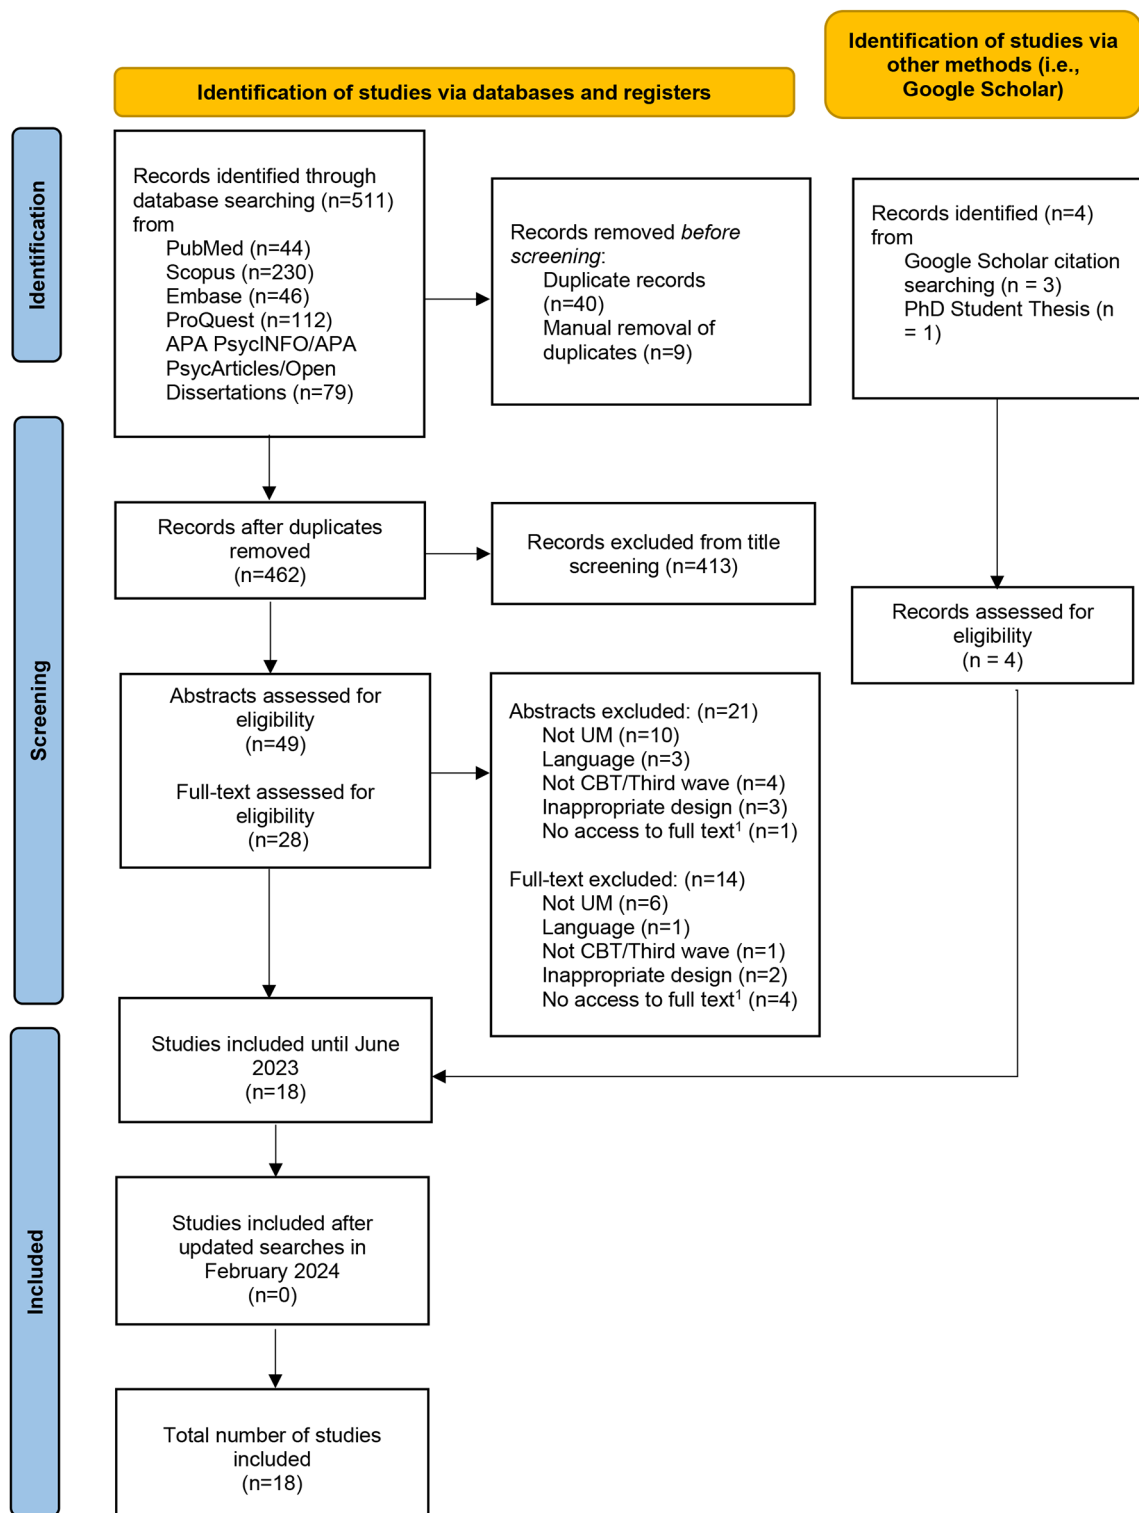 Identification of studies via databases and registers
Identification of studies via
other methods (i.e.,
Google Scholar)
Identification
Records identified through
database searching (n=511)
from
PubMed (n=44)
Scopus (n=230)
Embase (n=46)
ProQuest (n=112)
APA PsycINFO/APA
PsycArticles/Open
Dissertations (n=79)
Records removed before
screening:
Duplicate records
(n=40)
Manual removal of
duplicates (n=9)
Records identified (n=4)
from
Google Scholar citation
searching (n = 3)
PhD Student Thesis (n
= 1)
Screening
Records after duplicates
removed
(n=462)
Records excluded from title
screening (n=413)
Records assessed for
eligibility
(n = 4)
Abstracts assessed for
eligibility
(n=49)
Full-text assessed for
eligibility
(n=28)
Abstracts excluded: (n=21)
Not UM (n=10)
Language (n=3)
Not CBT/Third wave (n=4)
Inappropriate design (n=3)
No access to full text¹ (n=1)
Full-text excluded: (n=14)
Not UM (n=6)
Language (n=1)
Not CBT/Third wave (n=1)
Inappropriate design (n=2)
No access to full text¹ (n=4)
Included
Studies included until June
2023
(n=18)
Studies included after
updated searches in
February 2024
(n=0)
Total number of studies
included
(n=18)